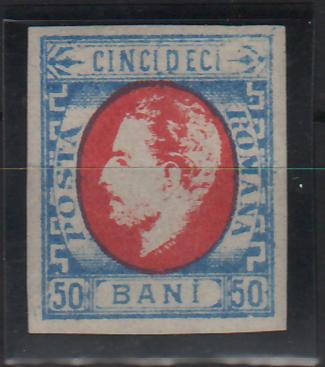 CINCI DECI
POSTA ROMANA
50 BANI 50